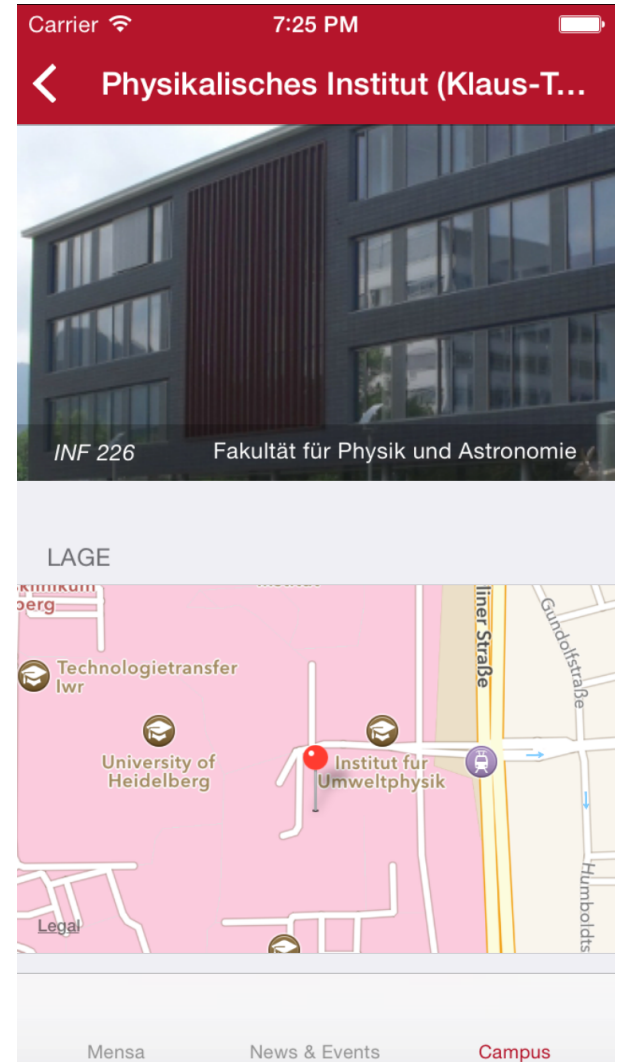 Carrier
7:25 PM
Physikalisches Institut (Klaus-T...
INF 226
Fakultät für Physik und Astronomie
LAGE
berg
liner Straße
Gundolfstraße
Technologietransfer
Iwr
University of
Heidelberg
Institut für
Umweltphysik
Humboldts
Legal
Mensa
News & Events
Campus